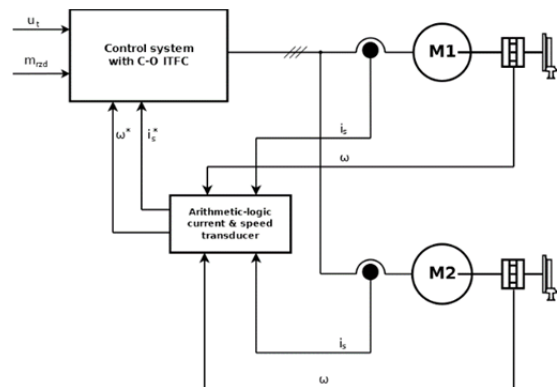 u_t
m_rzd
Control system
with C-O ITFC
M1
i_s
ω
ω*
i_s*
Arithmetic-logic
current & speed
transducer
M2
i_s
ω